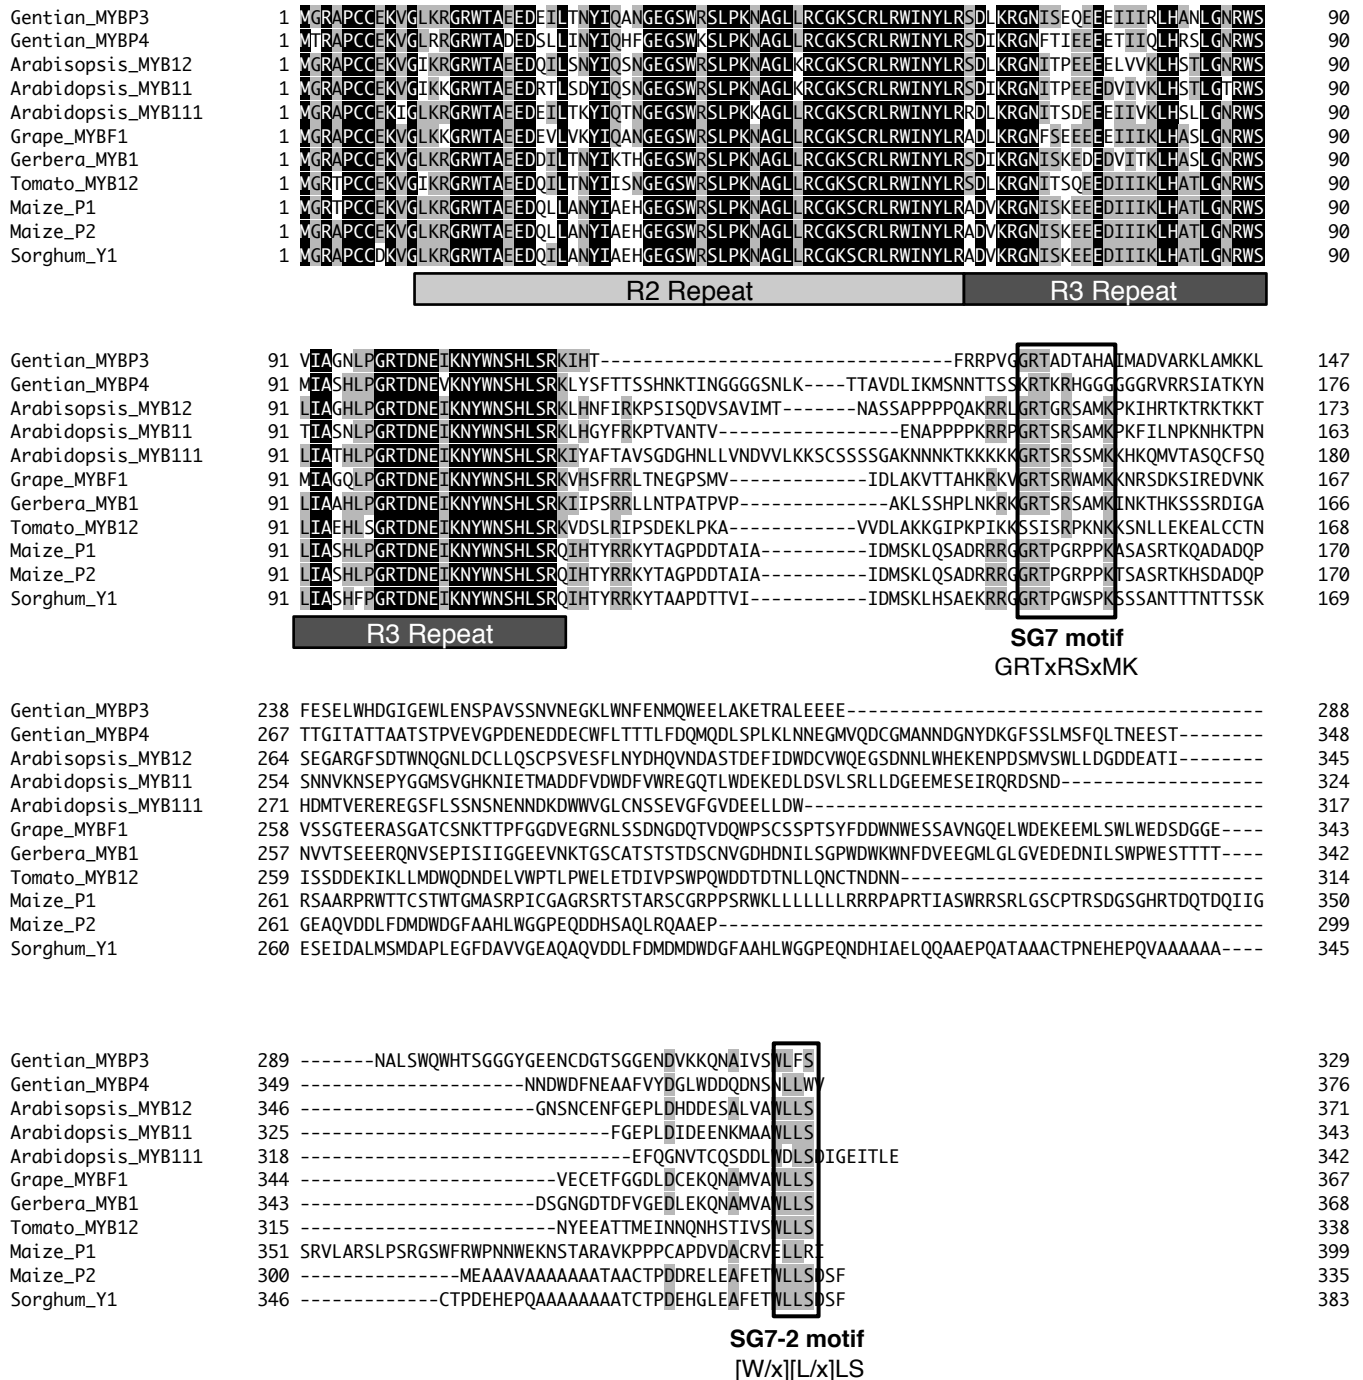 Gentian_MYBP3 1 MGRAPCCEKVGLKRGRWTAEEDEILTNYIQANGEGSWRSLPKNAGLLRCGKSCRLRWINYLRSDLKRGNISEQEEEIIIRLHANLGNRWS 90
Gentian_MYBP4 1 MTRAPCCEKVGLRRGRWTADEDSLLINYIQHFGEGSWKSLPKNAGLLRCGKSCRLRWINYLRSDIKRGNFTIEEEETIIQLHRSLGNRWS 90
Arabisopsis_MYB12 1 MGRAPCCEKVGIKRGRWTAEEDQILSNYIQSNGEGSWRSLPKNAGLKRCGKSCRLRWINYLRSDLKRGNITPEEEELVVKLHSTLGNRWS 90
Arabidopsis_MYB11 1 MGRAPCCEKVGIKKGRWTAEEDRTLSDYIQSNGEGSWRSLPKNAGLKRCGKSCRLRWINYLRSDIKRGNITPEEEDVIVKLHSTLGTRWS 90
Arabidopsis_MYB111 1 MGRAPCCEKIGLKRGRWTAEEDEILTKYIQTNGEGSWRSLPKKAGLLRCGKSCRLRWINYLRRDLKRGNITSDEEEIIVKLHSLLGNRWS 90
Grape_MYBF1 1 MGRAPCCEKVGLKKGRWTAEEDEVLVKYIQANGEGSWRSLPKNAGLLRCGKSCRLRWINYLRADLKRGNFSEEEEEIIIKLHASLGNRWS 90
Gerbera_MYB1 1 MGRAPCCEKVGLKRGRWTAEEDDILTNYIKTHGEGSWRSLPKNAGLLRCGKSCRLRWINYLRSDIKRGNISKEDEDVITKLHASLGNRWS 90
Tomato_MYB12 1 MGRTPCCEKVGIKRGRWTAEEDQILTNYIISNGEGSWRSLPKNAGLLRCGKSCRLRWINYLRSDLKRGNITSQEEDIIIKLHATLGNRWS 90
Maize_P1 1 MGRTPCCEKVGLKRGRWTAEEDQLLANYIAEHGEGSWRSLPKNAGLLRCGKSCRLRWINYLRADVKRGNISKEEEDIIIKLHATLGNRWS 90
Maize_P2 1 MGRAPCCEKVGLKRGRWTAEEDQLLANYIAEHGEGSWRSLPKNAGLLRCGKSCRLRWINYLRADVKRGNISKEEEDIIIKLHATLGNRWS 90
Sorghum_Y1 1 MGRAPCCDKVGLKRGRWTAEEDQILANYIAEHGEGSWRSLPKNAGLLRCGKSCRLRWINYLRADVKRGNISKEEEDIIIKLHATLGNRWS 90
R2 Repeat R3 Repeat
Gentian_MYBP3 91 VIAGNLPGRTDNEIKNYWNSHLSRKIHT---------------------------------FRRPVGGRTADTAHAIMADVARKLAMKKL 147
Gentian_MYBP4 91 MIASHLPGRTDNEVKNYWNSHLSRKLYSFTTSSHNKTINGGGGSNLK----TTAVDLIKMSNNTTSSKRTKRHGGGGGGRVRRSIATKYN 176
Arabisopsis_MYB12 91 LIAGHLPGRTDNEIKNYWNSHLSRKLHNFIRKPSISQDVSAVIMT-------NASSAPPPPQAKRRLGRTGRSAMKPKIHRTKTRKTKKT 173
Arabidopsis_MYB11 91 TIASNLPGRTDNEIKNYWNSHLSRKLHGYFRKPTVANTV-----------------ENAPPPPKRRPGRTSRSAMKPKFILNPKNHKTPN 163
Arabidopsis_MYB111 91 LIATHLPGRTDNEIKNYWNSHLSRKIYAFTAVSGDGHNLLVNDVVLKKSCSSSSGAKNNNKTKKKKKGRTSRSSMKKHKQMVTASQCFSQ 180
Grape_MYBF1 91 MIAGQLPGRTDNEIKNYWNSHLSRKVHSFRRLTNEGPSMV-------------IDLAKVTTAHKRKVGRTSRWAMKKNRSDKSIREDVNK 167
Gerbera_MYB1 91 LIAAHLPGRTDNEIKNYWNSHLSRKIIPSRRLLNTPATPVP--------------AKLSSHPLNKRKGRTSRSAMKINKTHKSSSRDIGA 166
Tomato_MYB12 91 LIAEHLSGRTDNEIKNYWNSHLSRKVDSLRIPSDEKLPKA------------VVDLAKKGIPKPIKKSSISRPKNKKSNLLEKEALCCTN 168
Maize_P1 91 LIASHLPGRTDNEIKNYWNSHLSRQIHTYRRKYTAGPDDTAIA----------IDMSKLQSADRRRGGRTPGRPPKASASRTKQADADQP 170
Maize_P2 91 LIASHLPGRTDNEIKNYWNSHLSRQIHTYRRKYTAGPDDTAIA----------IDMSKLQSADRRRGGRTPGRPPKTSASRTKHSDADQP 170
Sorghum_Y1 91 LIASHFPGRTDNEIKNYWNSHLSRQIHTYRRKYTAAPDTTVI-----------IDMSKLHSAEKRRGGRTPGWSPKSSSANTTTNTTSSK 169
R3 Repeat
SG7 motif
GRTxRSxMK
Gentian_MYBP3 238 FESELWHDGIGEWLENSPAVSSNVNEGKLWNFENMQWEELAKETRALEEEE--------------------------------------- 288
Gentian_MYBP4 267 TTGITATTAATSTPVEVGPDENEDDECWFLTTTLFDQMQDLSPLKLNNEGMVQDCGMANNDGNYDKGFSSLMSFQLTNEEST-------- 348
Arabisopsis_MYB12 264 SEGARGFSDTWNQGNLDCLLQSCPSVESFLNYDHQVNDASTDEFIDWDCVWQEGSDNNLWHEKENPDSMVSWLLDGDDEATI-------- 345
Arabidopsis_MYB11 254 SNNVKNSEPYGGMSVGHKNIETMADDFVDWDFVWREGQTLWDEKEDLDSVLSRLLDGEEMESEIRQRDSND------------------- 324
Arabidopsis_MYB111 271 HDMTVEREREGSFLSSNSNENNDKDWWVGLCNSSEVGFGVDEELLDW------------------------------------------- 317
Grape_MYBF1 258 VSSGTEERASGATCSNKTTPFGGDVEGRNLSSDNGDQTVDQWPSCSSPTSYFDDWNWESSAVNGQELWDEKEEMLSWLWEDSDGGE---- 343
Gerbera_MYB1 257 NVVTSEEERQNVSEPISIIGGEEVNKTGSCATSTSTDSCNVGDHDNILSGPWDWKWNFDVEEGMLGLGVEDEDNILSWPWESTTTT---- 342
Tomato_MYB12 259 ISSDDEKIKLLMDWQDNDELVWPTLPWELETDIVPSWPQWDDTDTNLLQNCTNDNN---------------------------------- 314
Maize_P1 261 RSAARPRWTTCSTWTGMASRPICGAGRSRTSTARSCGRPPSRWKLLLLLLLRRRPAPRTIASWRRSRLGSCPTRSDGSGHRTDQTDQIIG 350
Maize_P2 261 GEAQVDDLFDMDWDGFAAHLWGGPEQDDHSAQLRQAAEP--------------------------------------------------- 299
Sorghum_Y1 260 ESEIDALMSMDAPLEGFDAVVGEAQAQVDDLFDMDMDWDGFAAHLWGGPEQNDHIAELQQAAEPQATAAACTPNEHEPQVAAAAAA---- 345
Gentian_MYBP3 289 -------NALSWQWHTSGGGYGEENCDGTSGGENDVKKQNAIVSWLFS 329
Gentian_MYBP4 349 ---------------------NNDWDFNEAAFVYDGLWDDQDNSNLLWV 376
Arabisopsis_MYB12 346 ----------------------GNSNCENFGEPLDHDDESALVAWLLS 371
Arabidopsis_MYB11 325 -----------------------------FGEPLDIDEENKMAAWLLS 343
Arabidopsis_MYB111 318 -------------------------------EFQGNVTCQSDDLWDLSDIGEITLE 342
Grape_MYBF1 344 ------------------------VECETFGGDLDCEKQNAMVAWLLS 367
Gerbera_MYB1 343 ----------------------DSGNGDTDFVGEDLEKQNAMVAWLLS 368
Tomato_MYB12 315 ------------------------NYEEATTMEINNQNHSTIVSWLLS 338
Maize_P1 351 SRVLARSLPSRGSWFRWPNNWEKNSTARAVKPPPCAPDVDACRVELLRI 399
Maize_P2 300 ---------------MEAAAVAAAAAAATAACTPDDRELEAFETWLLSDSF 335
Sorghum_Y1 346 -------------CTPDEHEPQAAAAAAAATCTPDEHGLEAFETWLLSDSF 383
SG7-2 motif
[W/x][L/x]LS